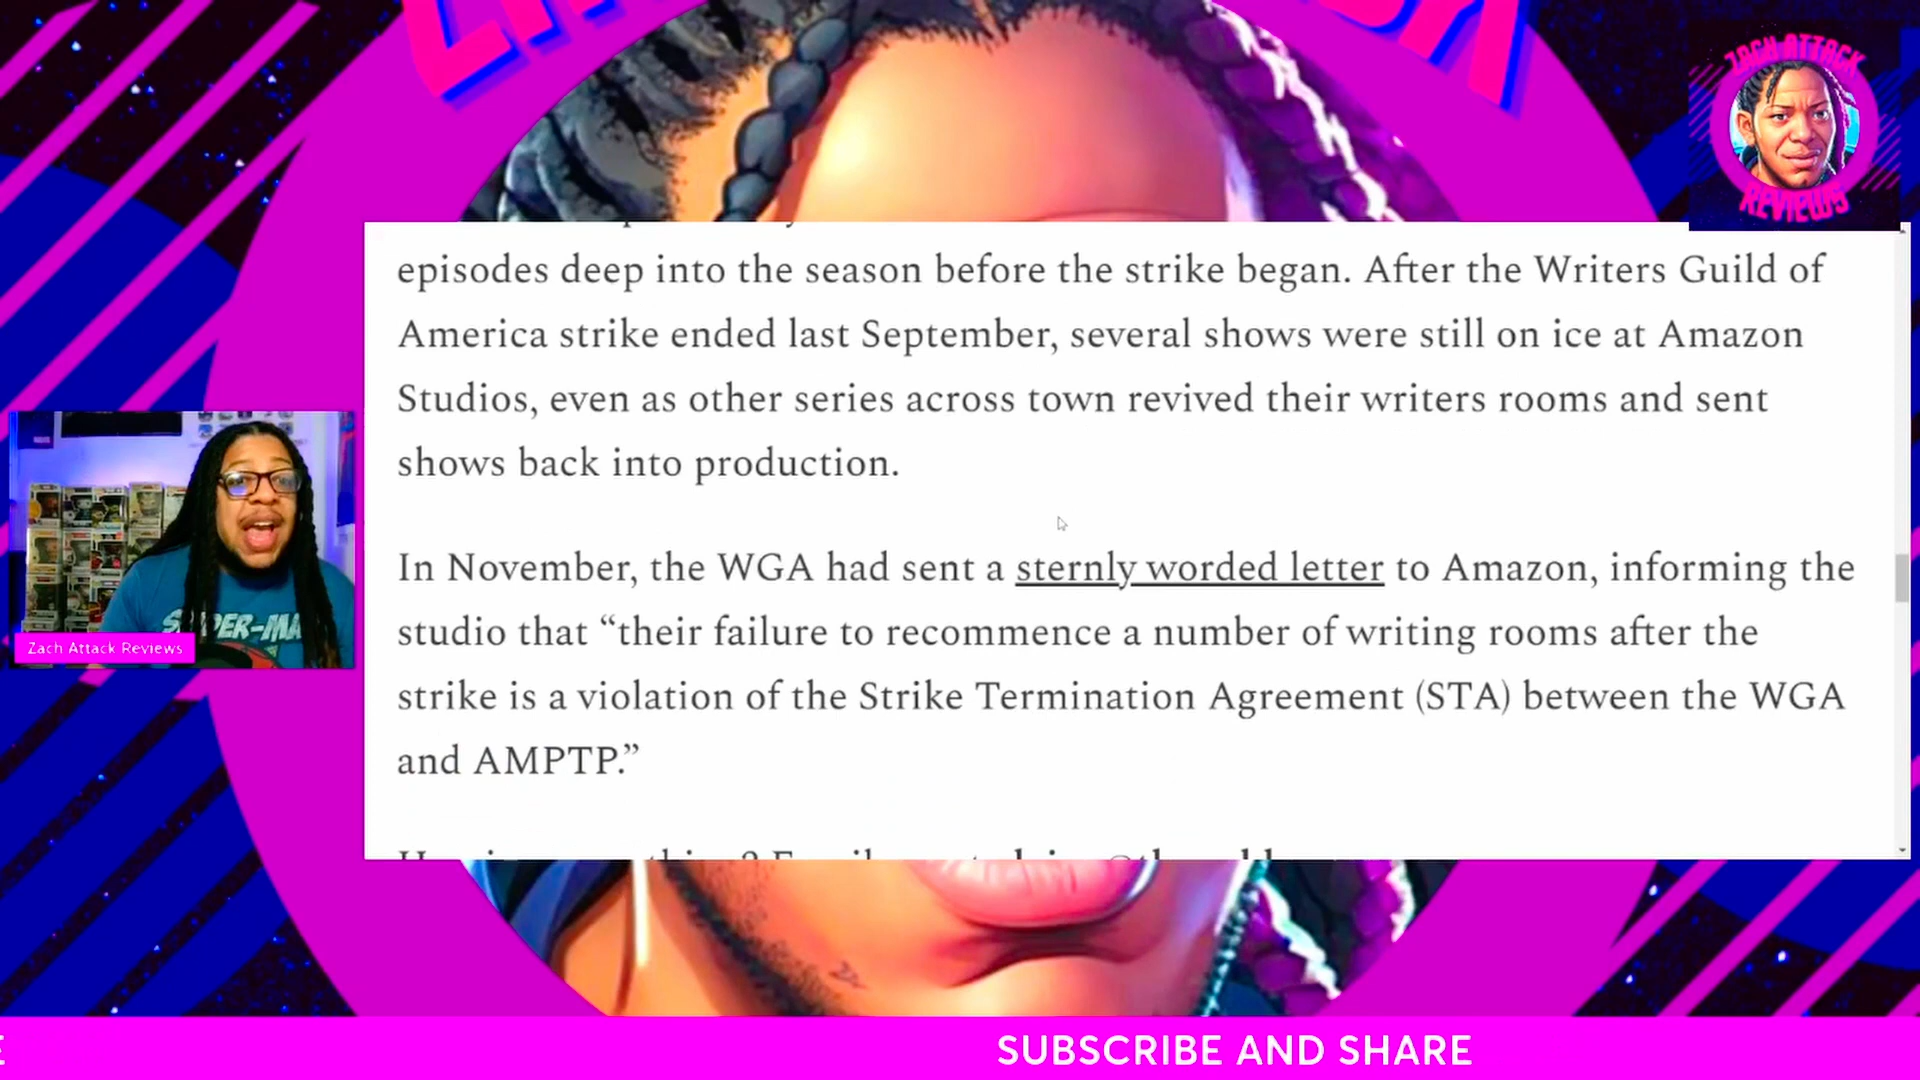 ZACH ATTACK
REVIEWS
episodes deep into the season before the strike began. After the Writers Guild of
America strike ended last September, several shows were still on ice at Amazon
Studios, even as other series across town revived their writers rooms and sent
shows back into production.
In November, the WGA had sent a sternly worded letter to Amazon, informing the
studio that “their failure to recommence a number of writing rooms after the
strike is a violation of the Strike Termination Agreement (STA) between the WGA
and AMPTP.”
Zach Attack Reviews
SUBSCRIBE AND SHARE